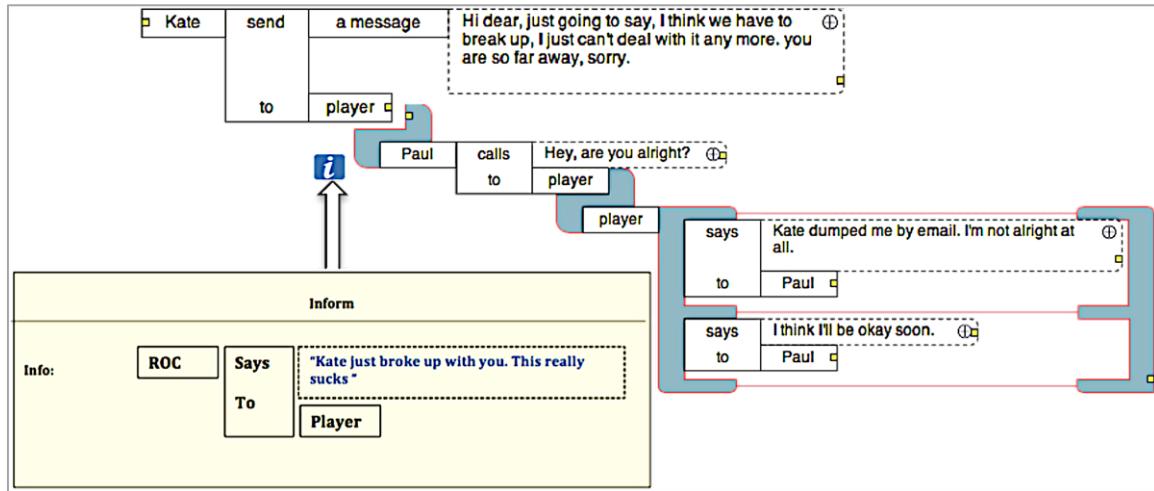 Kate send a message Hi dear, just going to say, I think we have to
break up, I just can't deal with it any more. you
are so far away, sorry.
to player
Paul calls Hey, are you alright?
to player
i
player
says Kate dumped me by email. I'm not alright at
all.
to Paul
says I think I'll be okay soon.
to Paul
Inform
Info: ROC Says "Kate just broke up with you. This really
sucks "
To
Player